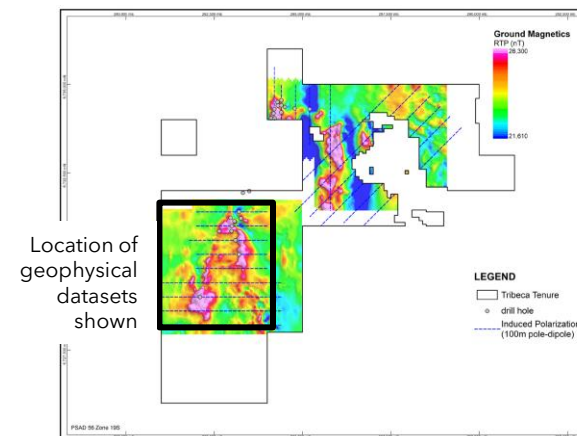 Ground Magnetics
RTP (nT)
28.300
21.610
Location of
geophysical
datasets
shown
LEGEND
Tribeca Tenure
drill hole
Induced Polarization
(100m pole-dipole)
PSAD 56 Zone 19S